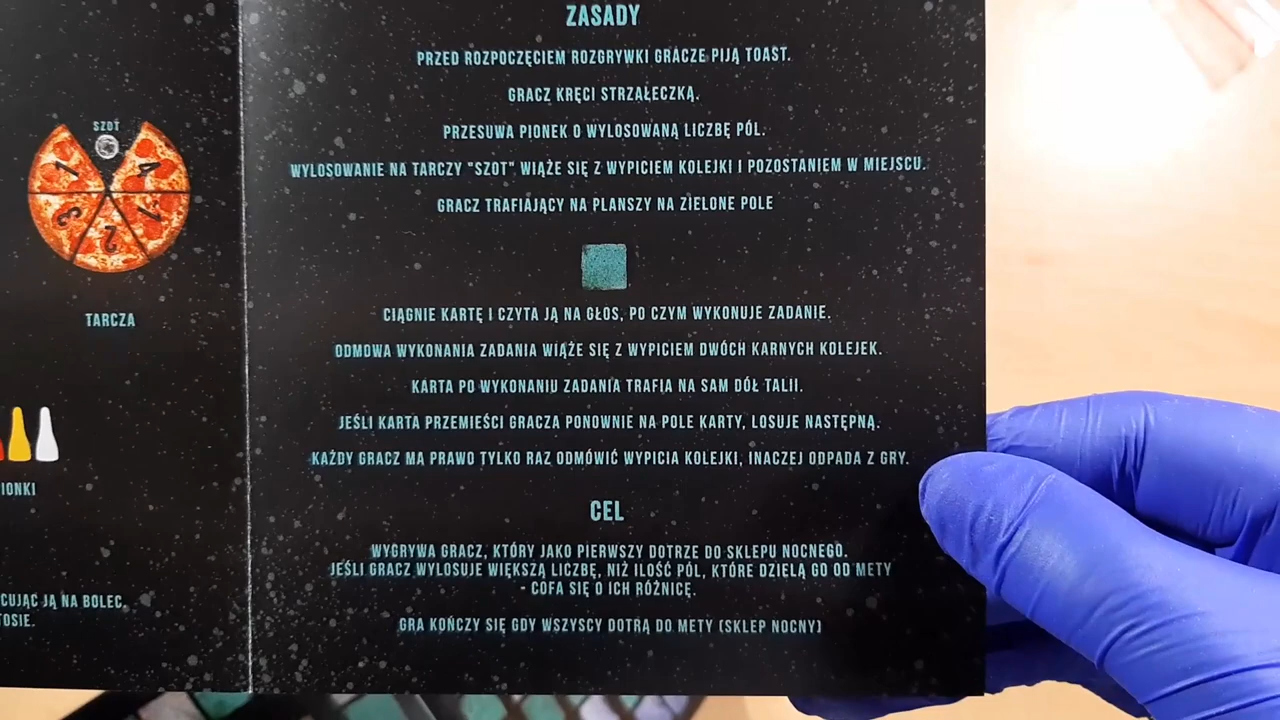 SZOT
1
4
3
1
2
TARCZA
IONKI
CUJĄC JĄ NA BOLEC,
TOSIE.
ZASADY
PRZED ROZPOCZĘCIEM ROZGRYWKI GRACZE PIJĄ TOAST.
GRACZ KRĘCI STRZAŁECZKĄ.
PRZESUWA PIONEK O WYLOSOWANĄ LICZBĘ PÓL.
WYLOSOWANIE NA TARCZY "SZOT" WIĄŻE SIĘ Z WYPICIEM KOLEJKI I POZOSTANIEM W MIEJSCU.
GRACZ TRAFIAJĄCY NA PLANSZY NA ZIELONE POLE
CIĄGNIE KARTĘ I CZYTA JĄ NA GŁOS, PO CZYM WYKONUJE ZADANIE.
ODMOWA WYKONANIA ZADANIA WIĄŻE SIĘ Z WYPICIEM DWÓCH KARNYCH KOLEJEK.
KARTA PO WYKONANIU ZADANIA TRAFIA NA SAM DÓŁ TALII.
JEŚLI KARTA PRZEMIEŚCI GRACZA PONOWNIE NA POLE KARTY, LOSUJE NASTĘPNĄ.
KAŻDY GRACZ MA PRAWO TYLKO RAZ ODMÓWIĆ WYPICIA KOLEJKI, INACZEJ ODPADA Z GRY.
CEL
WYGRYWA GRACZ, KTÓRY JAKO PIERWSZY DOTRZE DO SKLEPU NOCNEGO.
JEŚLI GRACZ WYLOSUJE WIĘKSZĄ LICZBĘ, NIŻ ILOŚĆ PÓL, KTÓRE DZIELĄ GO OD METY
- COFA SIĘ O ICH RÓŻNICĘ.
GRA KOŃCZY SIĘ GDY WSZYSCY DOTRĄ DO METY (SKLEP NOCNY)